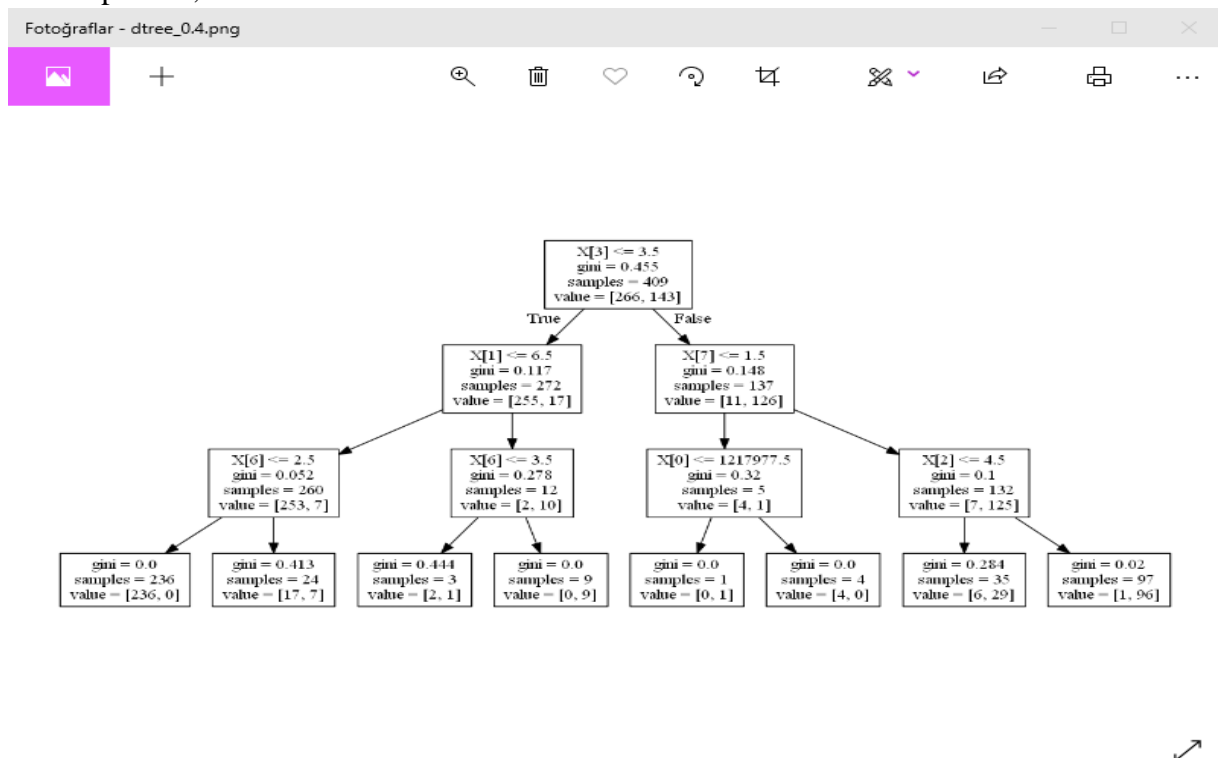 Fotoğraflar - dtree_0.4.png
X[3] <= 3.5
gini = 0.455
samples = 409
value = [266, 143]
True
False
X[1] <= 6.5
gini = 0.117
samples = 272
value = [255, 17]
X[7] <= 1.5
gini = 0.148
samples = 137
value = [11, 126]
X[6] <= 2.5
gini = 0.052
samples = 260
value = [253, 7]
X[6] <= 3.5
gini = 0.278
samples = 12
value = [2, 10]
X[0] <= 1217977.5
gini = 0.32
samples = 5
value = [4, 1]
X[2] <= 4.5
gini = 0.1
samples = 132
value = [7, 125]
gini = 0.0
samples = 236
value = [236, 0]
gini = 0.413
samples = 24
value = [17, 7]
gini = 0.444
samples = 3
value = [2, 1]
gini = 0.0
samples = 9
value = [0, 9]
gini = 0.0
samples = 1
value = [0, 1]
gini = 0.0
samples = 4
value = [4, 0]
gini = 0.284
samples = 35
value = [6, 29]
gini = 0.02
samples = 97
value = [1, 96]